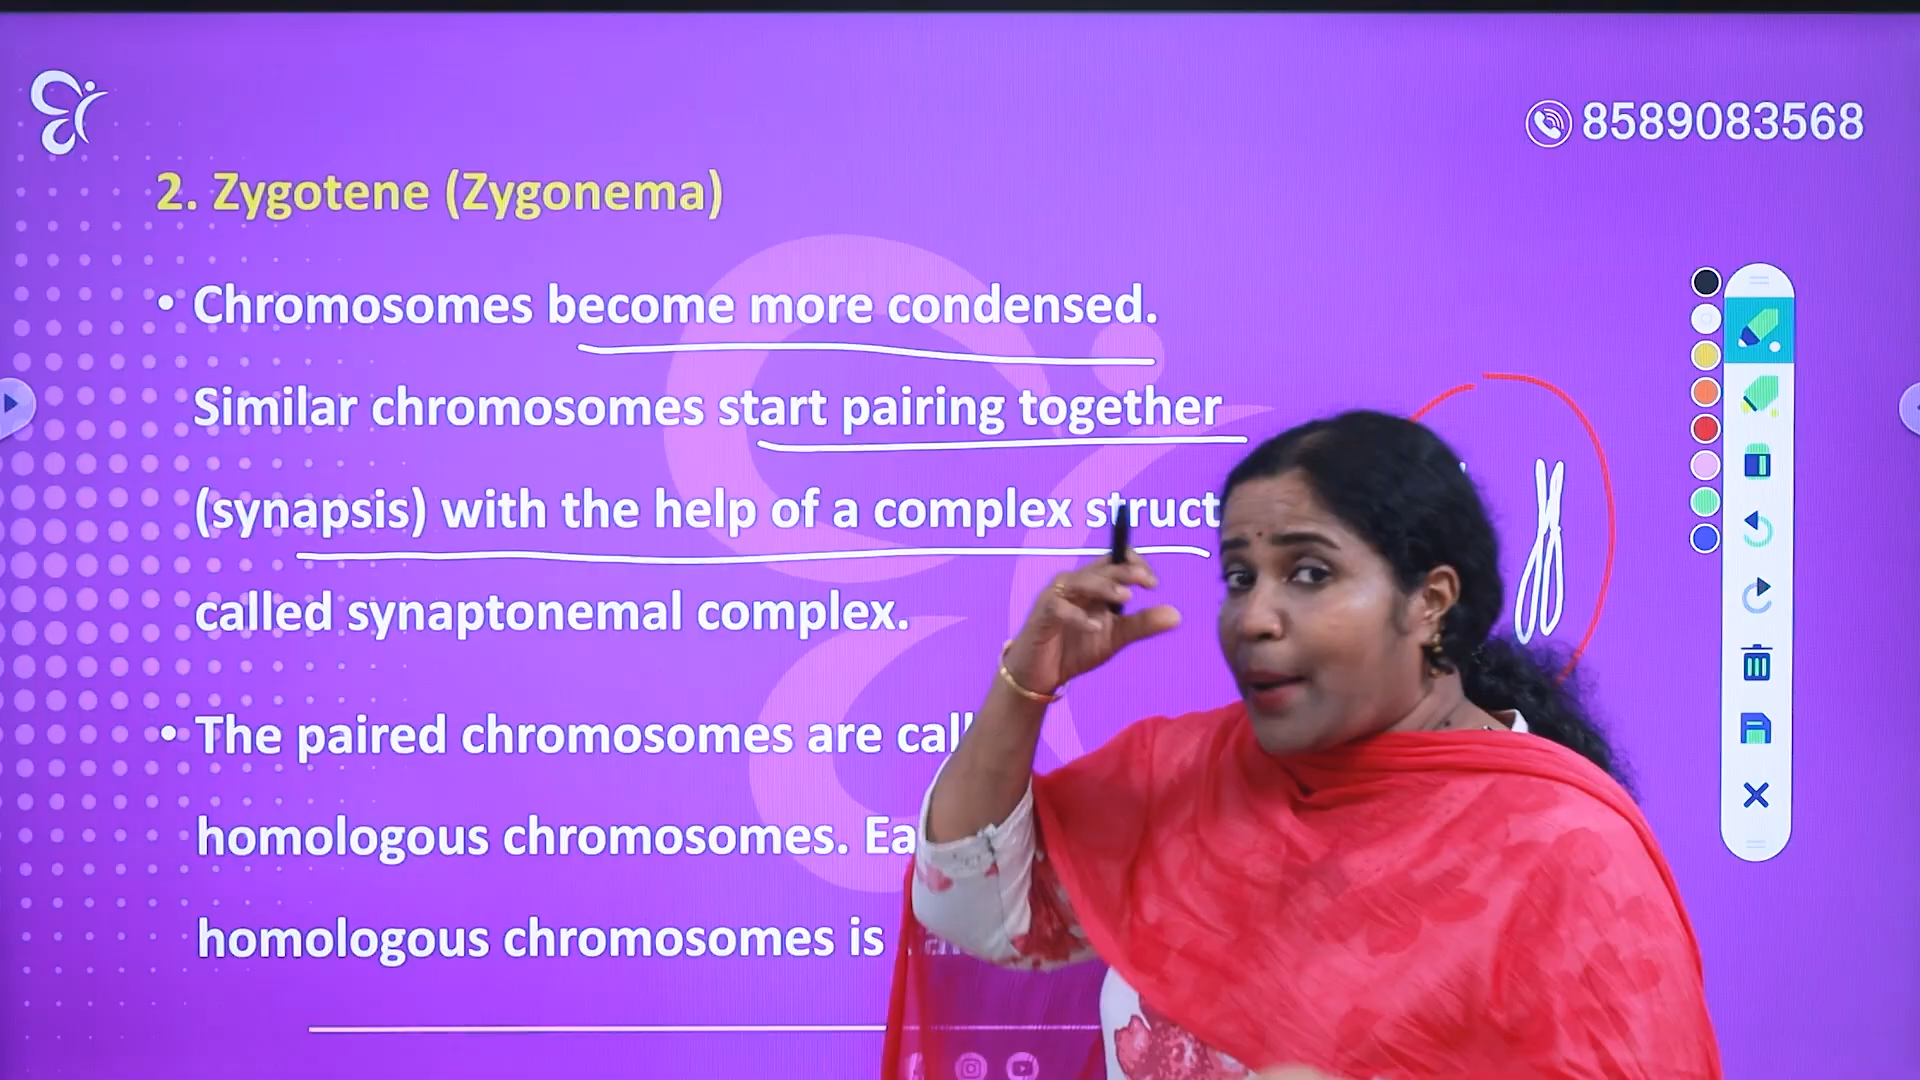 8589083568
2. Zygotene (Zygonema)
• Chromosomes become more condensed.
Similar chromosomes start pairing together
(synapsis) with the help of a complex struct
called synaptonemal complex.
• The paired chromosomes are call
homologous chromosomes. Ea
homologous chromosomes is